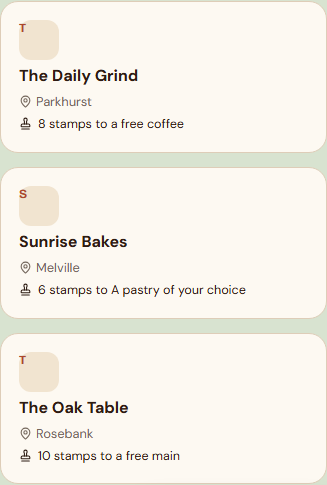 T
The Daily Grind
Parkhurst
8 stamps to a free coffee
S
Sunrise Bakes
Melville
6 stamps to A pastry of your choice
T
The Oak Table
Rosebank
10 stamps to a free main